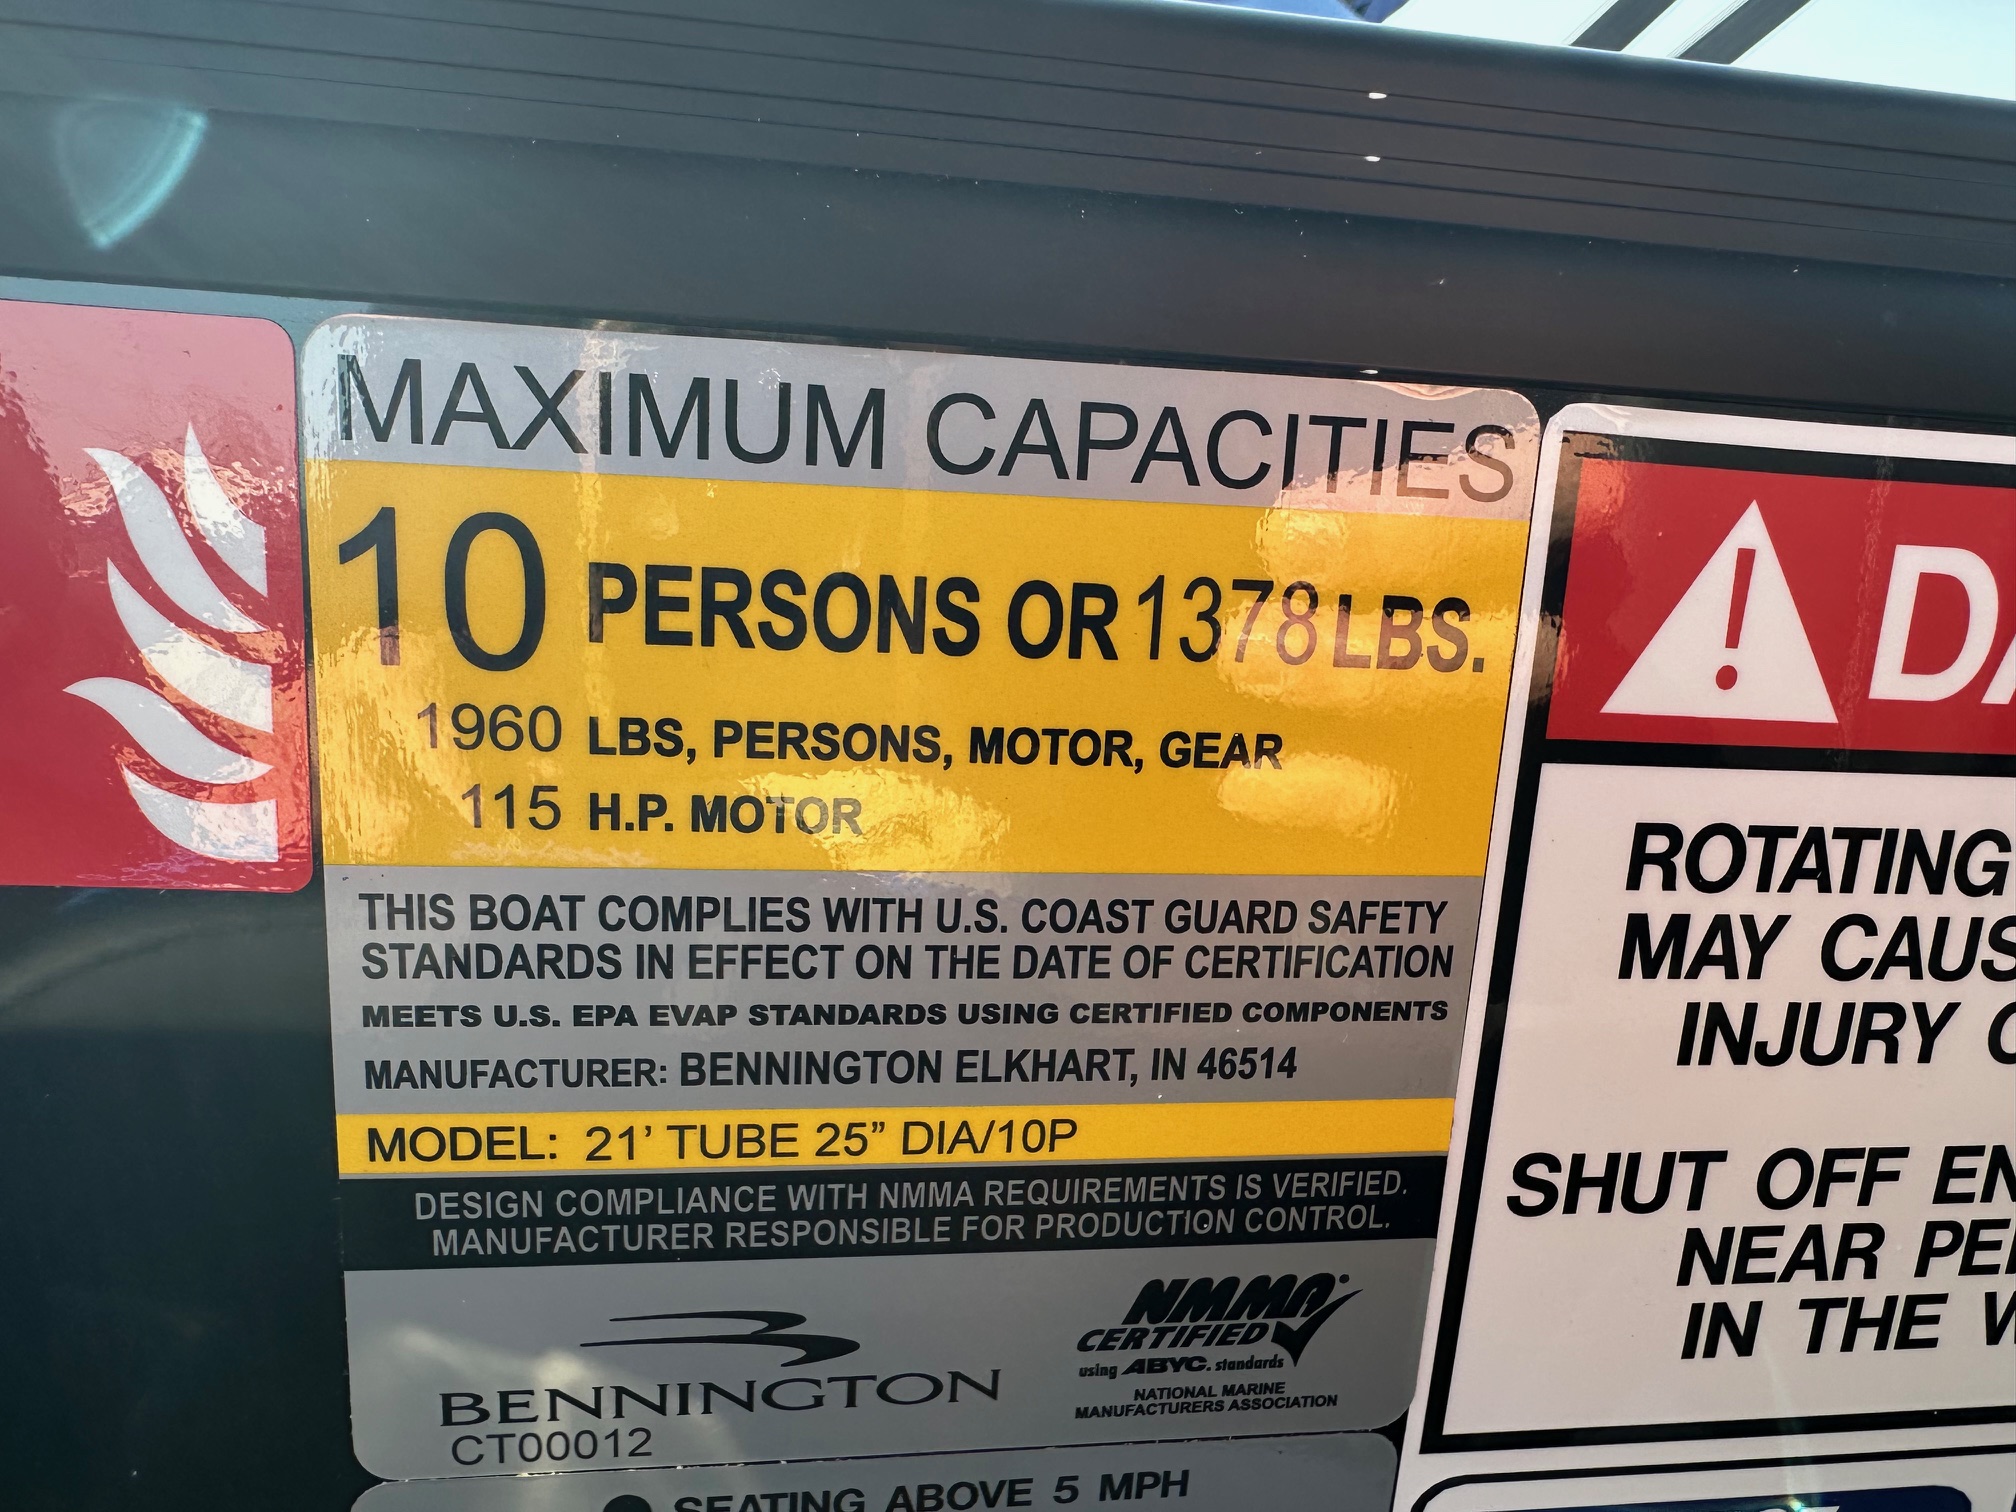 MAXIMUM CAPACITIES
10 PERSONS OR 1378 LBS.
1960 LBS, PERSONS, MOTOR, GEAR
115 H.P. MOTOR
THIS BOAT COMPLIES WITH U.S. COAST GUARD SAFETY
STANDARDS IN EFFECT ON THE DATE OF CERTIFICATION
MEETS U.S. EPA EVAP STANDARDS USING CERTIFIED COMPONENTS
MANUFACTURER: BENNINGTON ELKHART, IN 46514
MODEL: 21' TUBE 25” DIA/10P
DESIGN COMPLIANCE WITH NMMA REQUIREMENTS IS VERIFIED.
MANUFACTURER RESPONSIBLE FOR PRODUCTION CONTROL.
BENNINGTON
CT00012
NMMA
CERTIFIED
using ABYC. standards
NATIONAL MARINE
MANUFACTURERS ASSOCIATION
SEATING ABOVE 5 MPH
ROTATING
MAY
INJURY
SHUT OFF
NEAR
IN THE